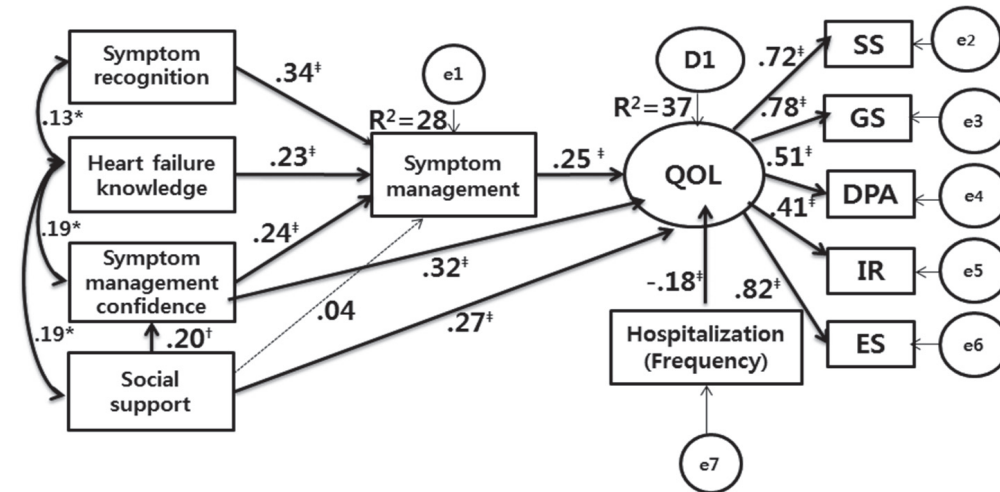 Symptom
recognition
.34‡
e1
R²=28
D1
R²=37
.72‡
SS
e2
.13*
.78‡
GS
e3
Heart failure
knowledge
.23‡
Symptom
management
.25 ‡
QOL
.51‡
DPA
e4
.19*
.24‡
.41‡
Symptom
management
confidence
.32‡
IR
e5
-.18‡
.82‡
.19*
.20†
.04
.27‡
Hospitalization
(Frequency)
ES
e6
Social
support
e7